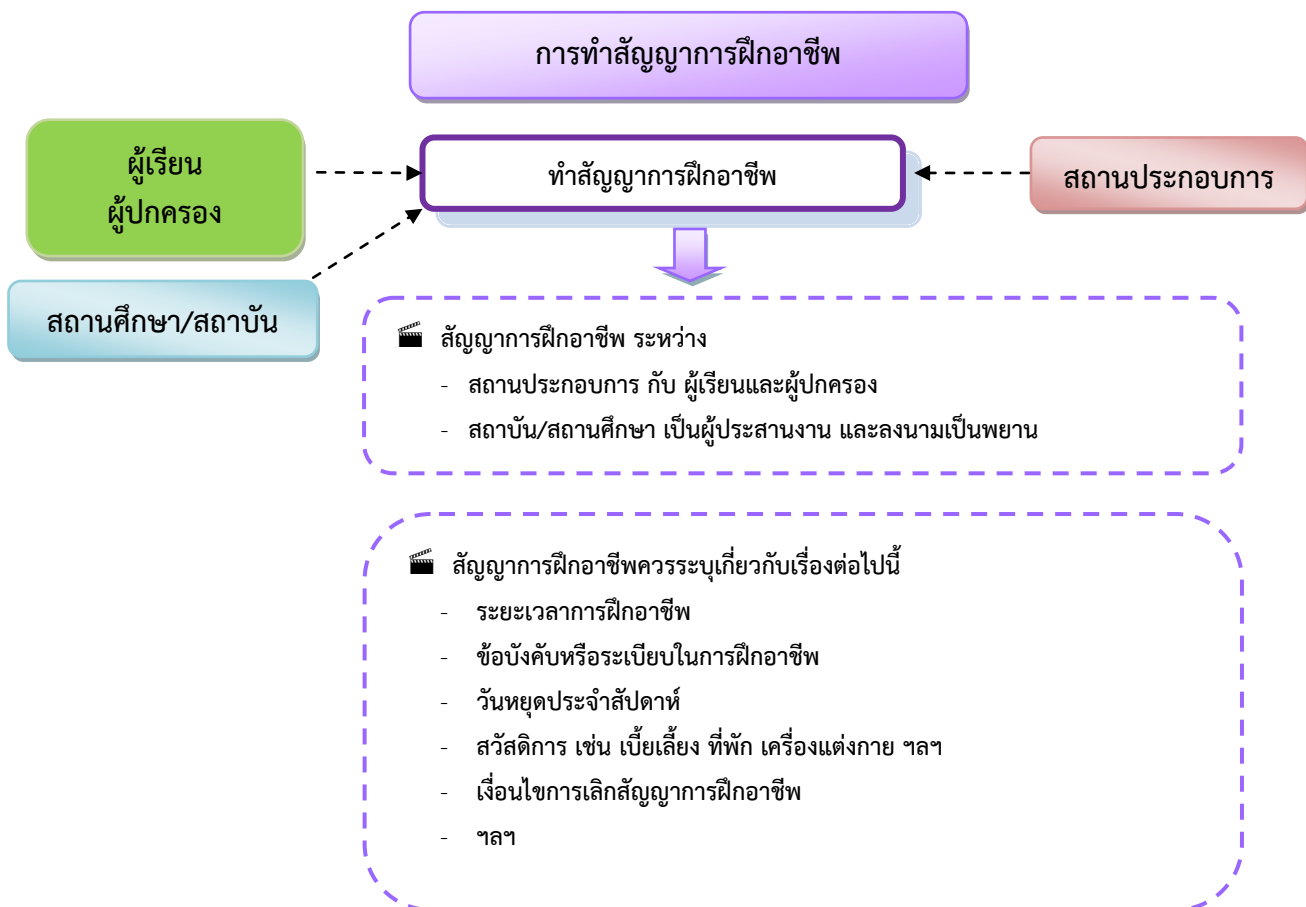 การทำสัญญาการฝึกอาชีพ
ผู้เรียน
ผู้ปกครอง
ทำสัญญาการฝึกอาชีพ
สถานประกอบการ
สถานศึกษา/สถาบัน
สัญญาการฝึกอาชีพ ระหว่าง
- สถานประกอบการ กับ ผู้เรียนและผู้ปกครอง
- สถาบัน/สถานศึกษา เป็นผู้ประสานงาน และลงนามเป็นพยาน
สัญญาการฝึกอาชีพควรระบุเกี่ยวกับเรื่องต่อไปนี้
- ระยะเวลาการฝึกอาชีพ
- ข้อบังคับหรือระเบียบในการฝึกอาชีพ
- วันหยุดประจำสัปดาห์
- สวัสดิการ เช่น เบี้ยเลี้ยง ที่พัก เครื่องแต่งกาย ฯลฯ
- เงื่อนไขการเลิกสัญญาการฝึกอาชีพ
- ฯลฯ